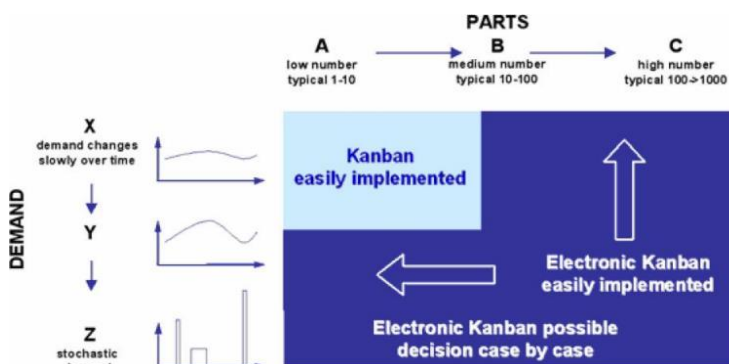 PARTS
A
low number
typical 1-10
B
medium number
typical 10-100
C
high number
typical 100->1000
DEMAND
X
demand changes
slowly over time
Y
Z
stochastic
Kanban
easily implemented
Electronic Kanban
easily implemented
Electronic Kanban possible
decision case by case